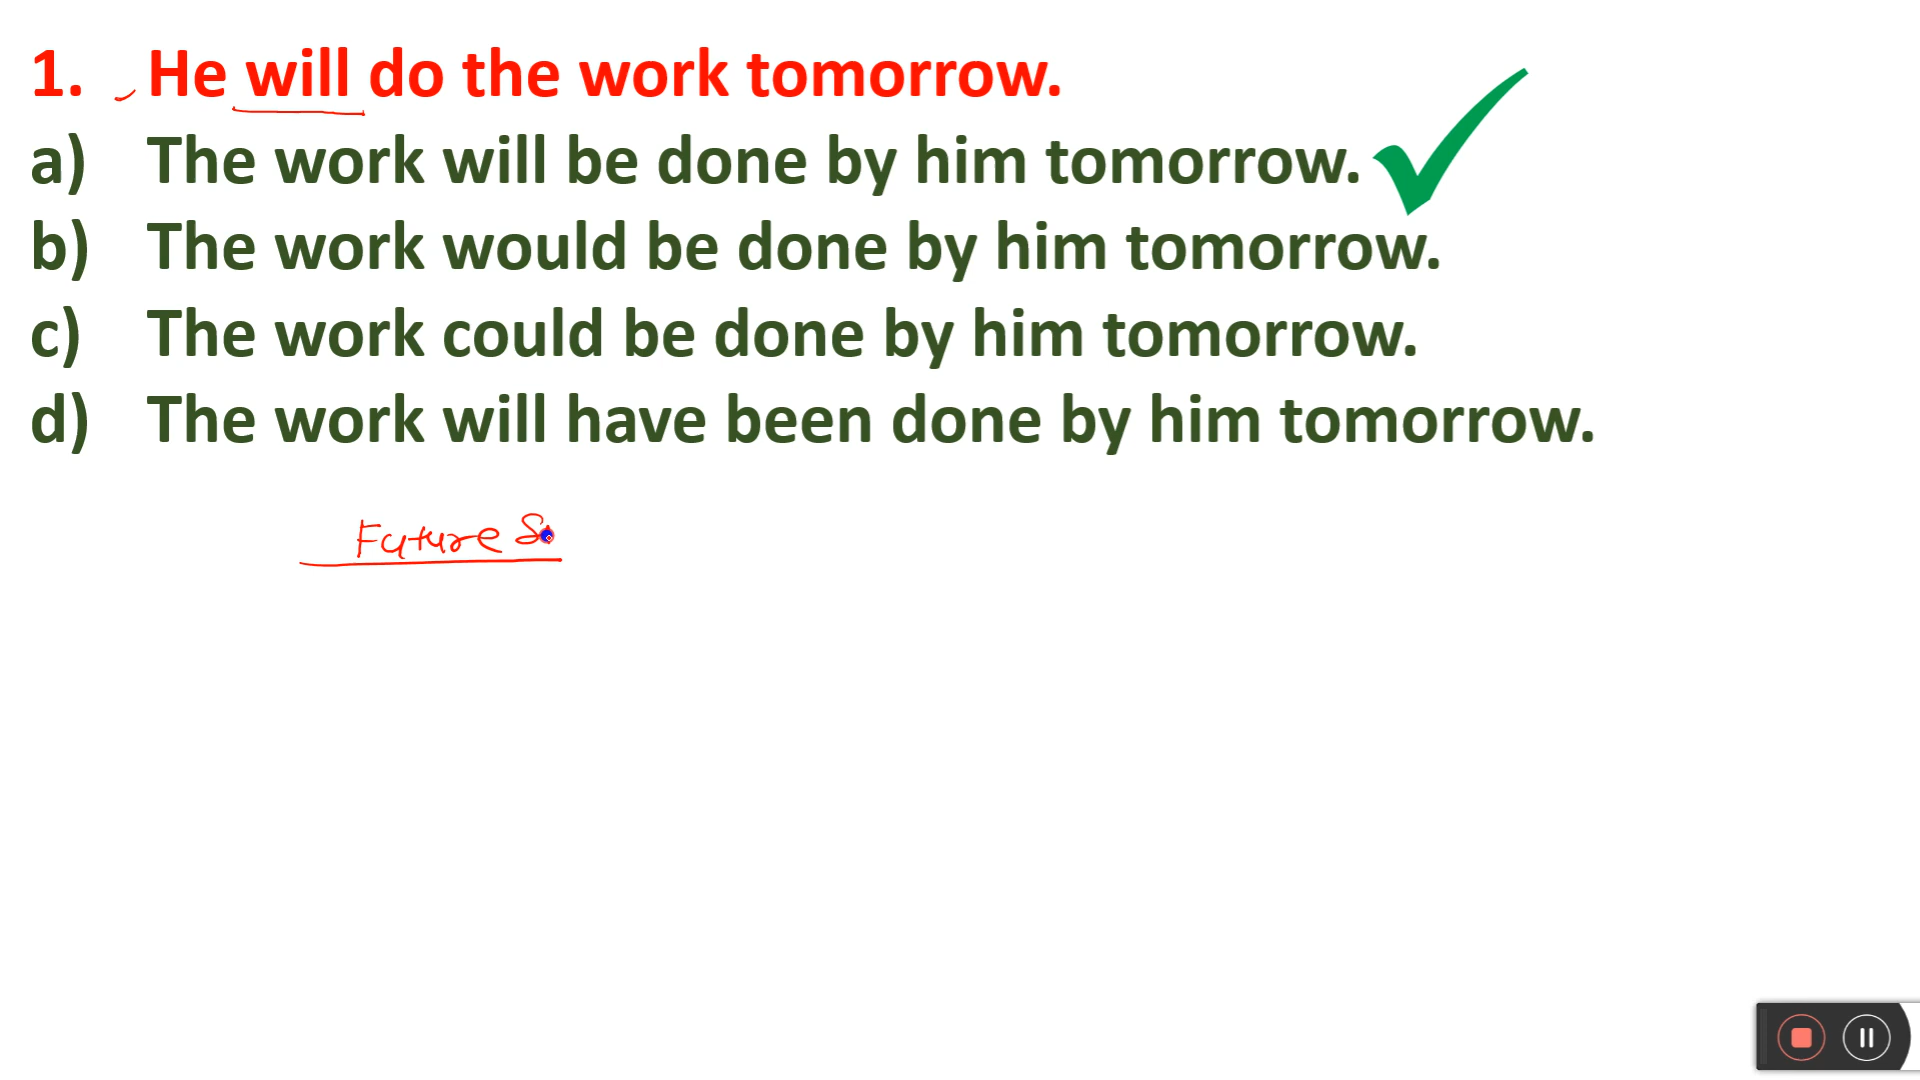 1. He will do the work tomorrow.
a) The work will be done by him tomorrow.
b) The work would be done by him tomorrow.
c) The work could be done by him tomorrow.
d) The work will have been done by him tomorrow.
Future S